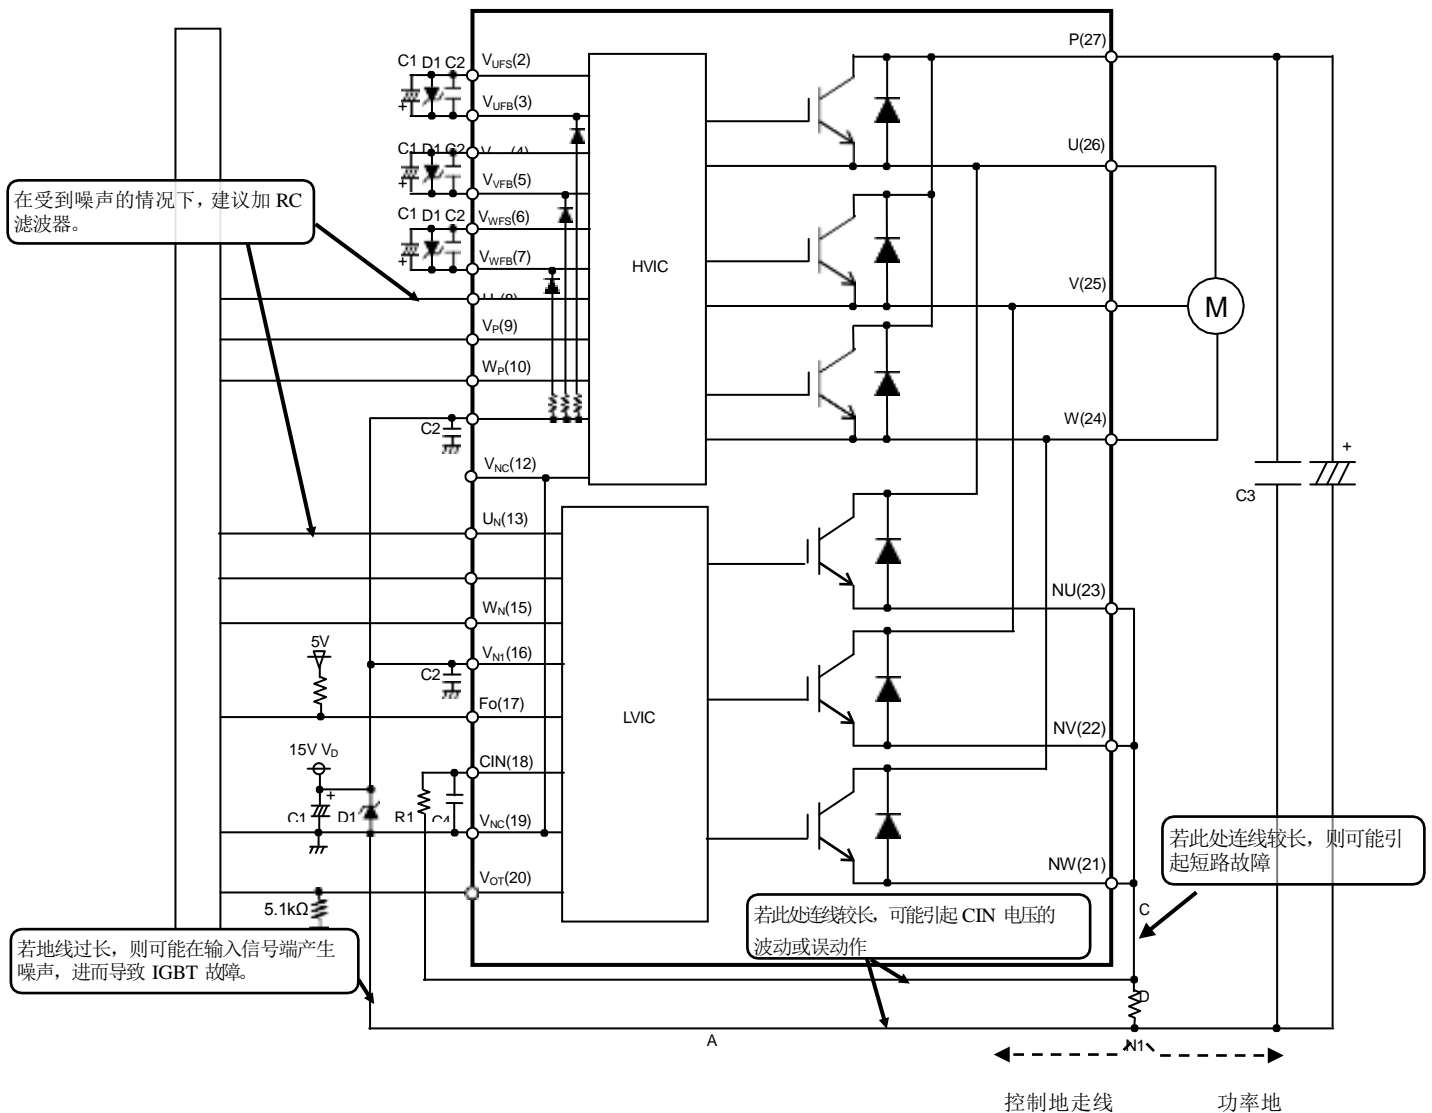 P(27)
C1 D1 C2
VUFS(2)
VUFB(3)
U(26)
C1 D1 C2
VVFB(5)
在受到噪声的情况下，建议加 RC
滤波器。
C1 D1 C2
VWFS(6)
VWFB(7)
HVIC
V(25)
M
VP(9)
WP(10)
W(24)
C2
+
VNC(12)
C3
UN(13)
NU(23)
WN(15)
5V
VN1(16)
C2
Fo(17)
LVIC
NV(22)
15V VD
CIN(18)
+
C1
D1
R1
C4
VNC(19)
若此处连线较长，则可能引
起短路故障
NW(21)
VOT(20)
5.1kΩ
C
若此处连线较长，可能引起 CIN 电压的
波动或误动作
若地线过长，则可能在输入信号端产生
噪声，进而导致 IGBT 故障。
D
A
N1
控制地走线
功率地